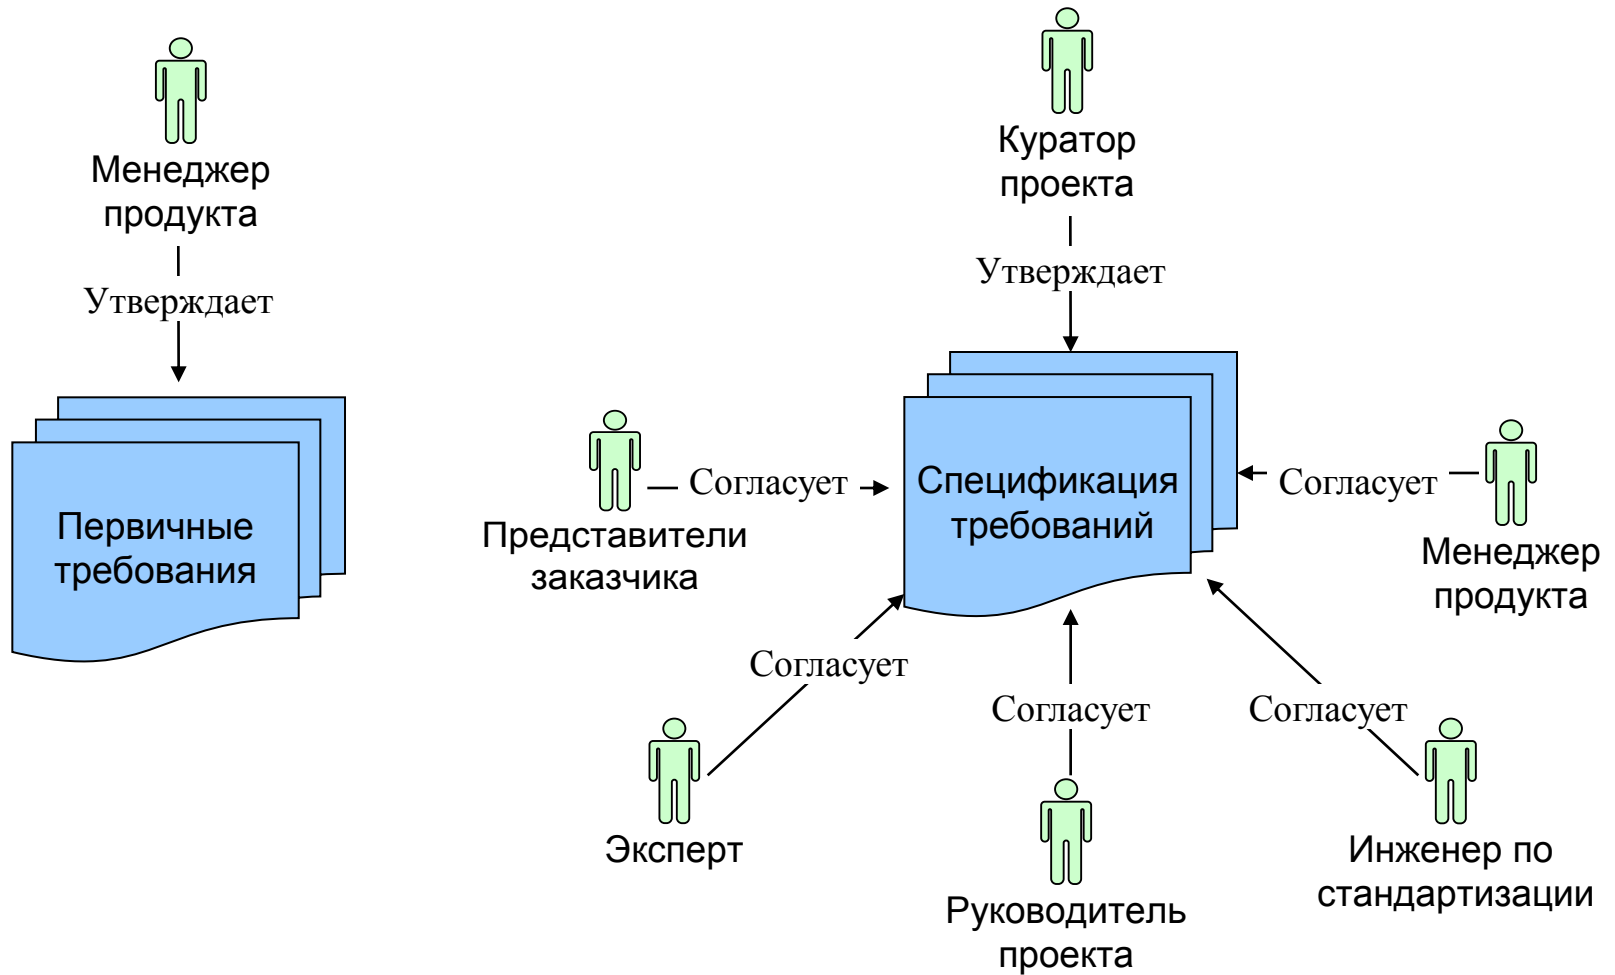 Менеджер
продукта
Утверждает
Первичные
требования
Куратор
проекта
Утверждает
Спецификация
требований
Согласует
Представители
заказчика
Согласует
Менеджер
продукта
Согласует
Эксперт
Согласует
Руководитель
проекта
Согласует
Инженер по
стандартизации